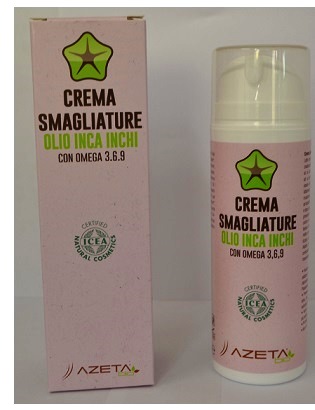 CREMA
SMAGLIATURE
OLIO INCA INCHI
CON OMEGA 3.6.9
CERTIFIED
ICEA
NATURAL COSMETICS
AZETA
CREMA
SMAGLIATURE
OLIO INCA INCHI
CON OMEGA 3,6,9
CERTIFIED
ICEA
NATURAL COSMETICS
AZETA